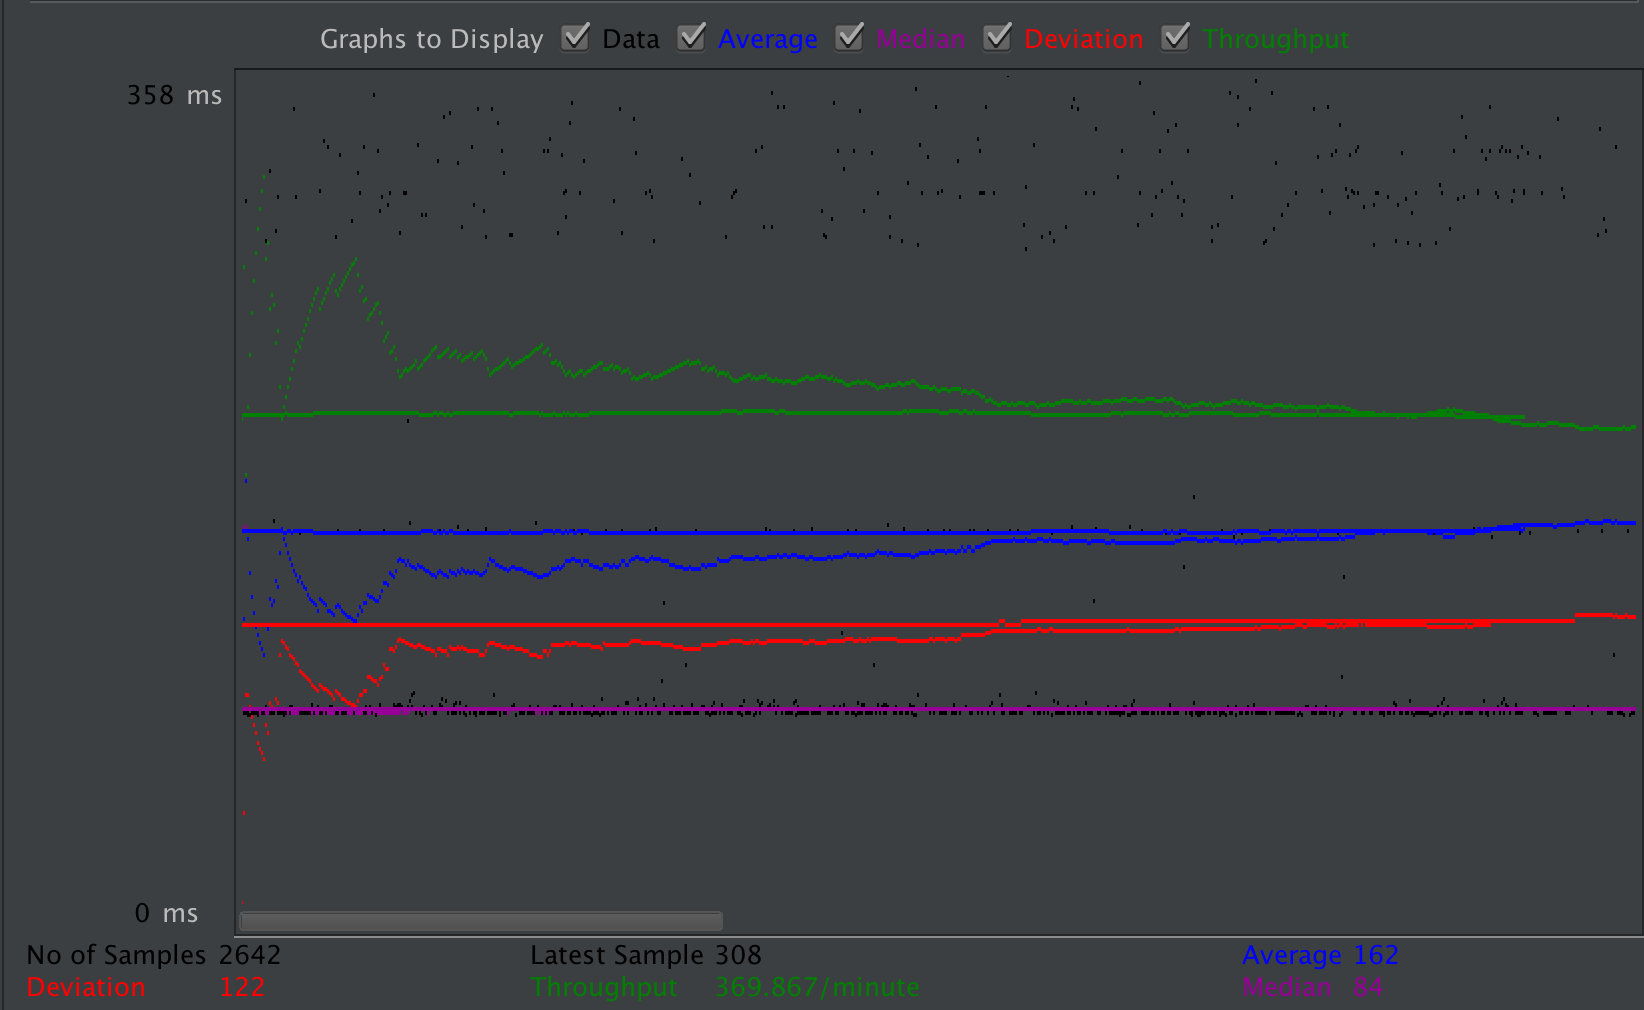 Graphs to Display Data Average Median Deviation Throughput
358 ms
0 ms
No of Samples 2642 Latest Sample 308 Average 162
Deviation 122 Throughput 369.867/minute Median 84